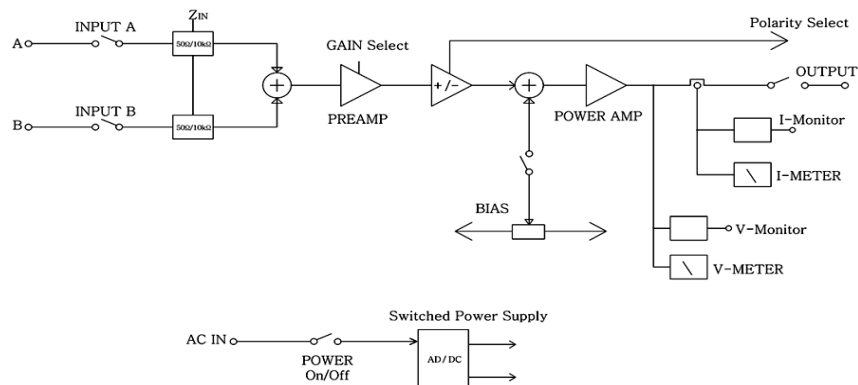 INPUT A
Z_IN
A
50Ω/10kΩ
INPUT B
B
50Ω/10kΩ
+
GAIN Select
PREAMP
+/-
Polarity Select
+
POWER AMP
OUTPUT
I-Monitor
I-METER
BIAS
V-Monitor
V-METER
Switched Power Supply
AC IN
POWER
On/Off
AD/DC